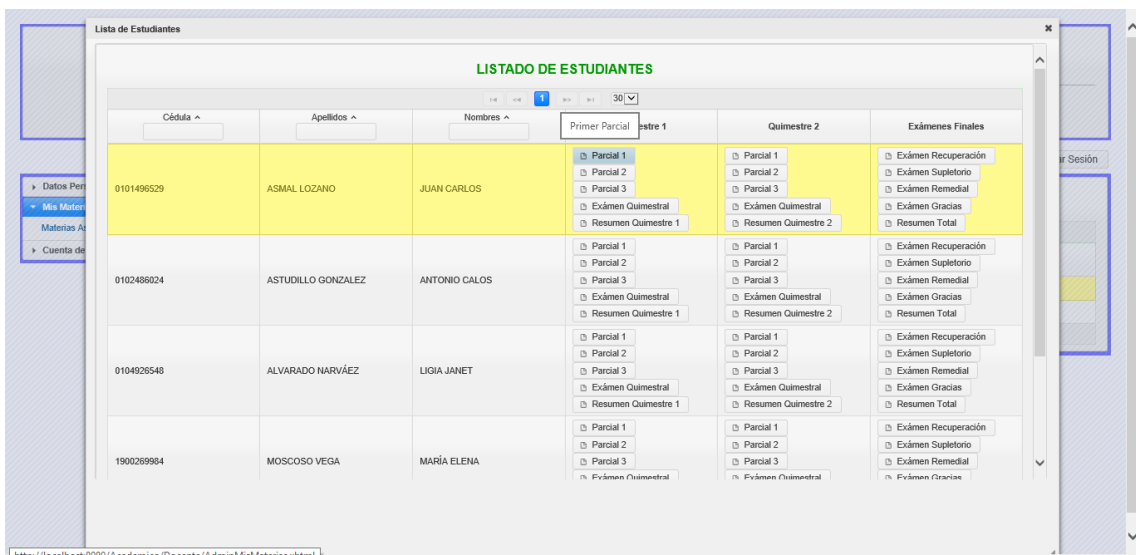 Lista de Estudiantes
LISTADO DE ESTUDIANTES
1 30
Cédula Apellidos Nombres Primer Parcial estre 1 Quimestre 2 Exámenes Finales
ar Sesión
Datos Per
Mis Materi
Materias A
Cuenta de
0101496529 ASMAL LOZANO JUAN CARLOS
Parcial 1 Parcial 1 Exámen Recuperación
Parcial 2 Parcial 2 Exámen Supletorio
Parcial 3 Parcial 3 Exámen Remedial
Exámen Quimestral Exámen Quimestral Exámen Gracias
Resumen Quimestre 1 Resumen Quimestre 2 Resumen Total
0102486024 ASTUDILLO GONZALEZ ANTONIO CALOS
Parcial 1 Parcial 1 Exámen Recuperación
Parcial 2 Parcial 2 Exámen Supletorio
Parcial 3 Parcial 3 Exámen Remedial
Exámen Quimestral Exámen Quimestral Exámen Gracias
Resumen Quimestre 1 Resumen Quimestre 2 Resumen Total
0104926548 ALVARADO NARVÁEZ LIGIA JANET
Parcial 1 Parcial 1 Exámen Recuperación
Parcial 2 Parcial 2 Exámen Supletorio
Parcial 3 Parcial 3 Exámen Remedial
Exámen Quimestral Exámen Quimestral Exámen Gracias
Resumen Quimestre 1 Resumen Quimestre 2 Resumen Total
1900269984 MOSCOSO VEGA MARÍA ELENA
Parcial 1 Parcial 1 Exámen Recuperación
Parcial 2 Parcial 2 Exámen Supletorio
Parcial 3 Parcial 3 Exámen Remedial
Exámen Quimestral Exámen Quimestral Exámen Gracias